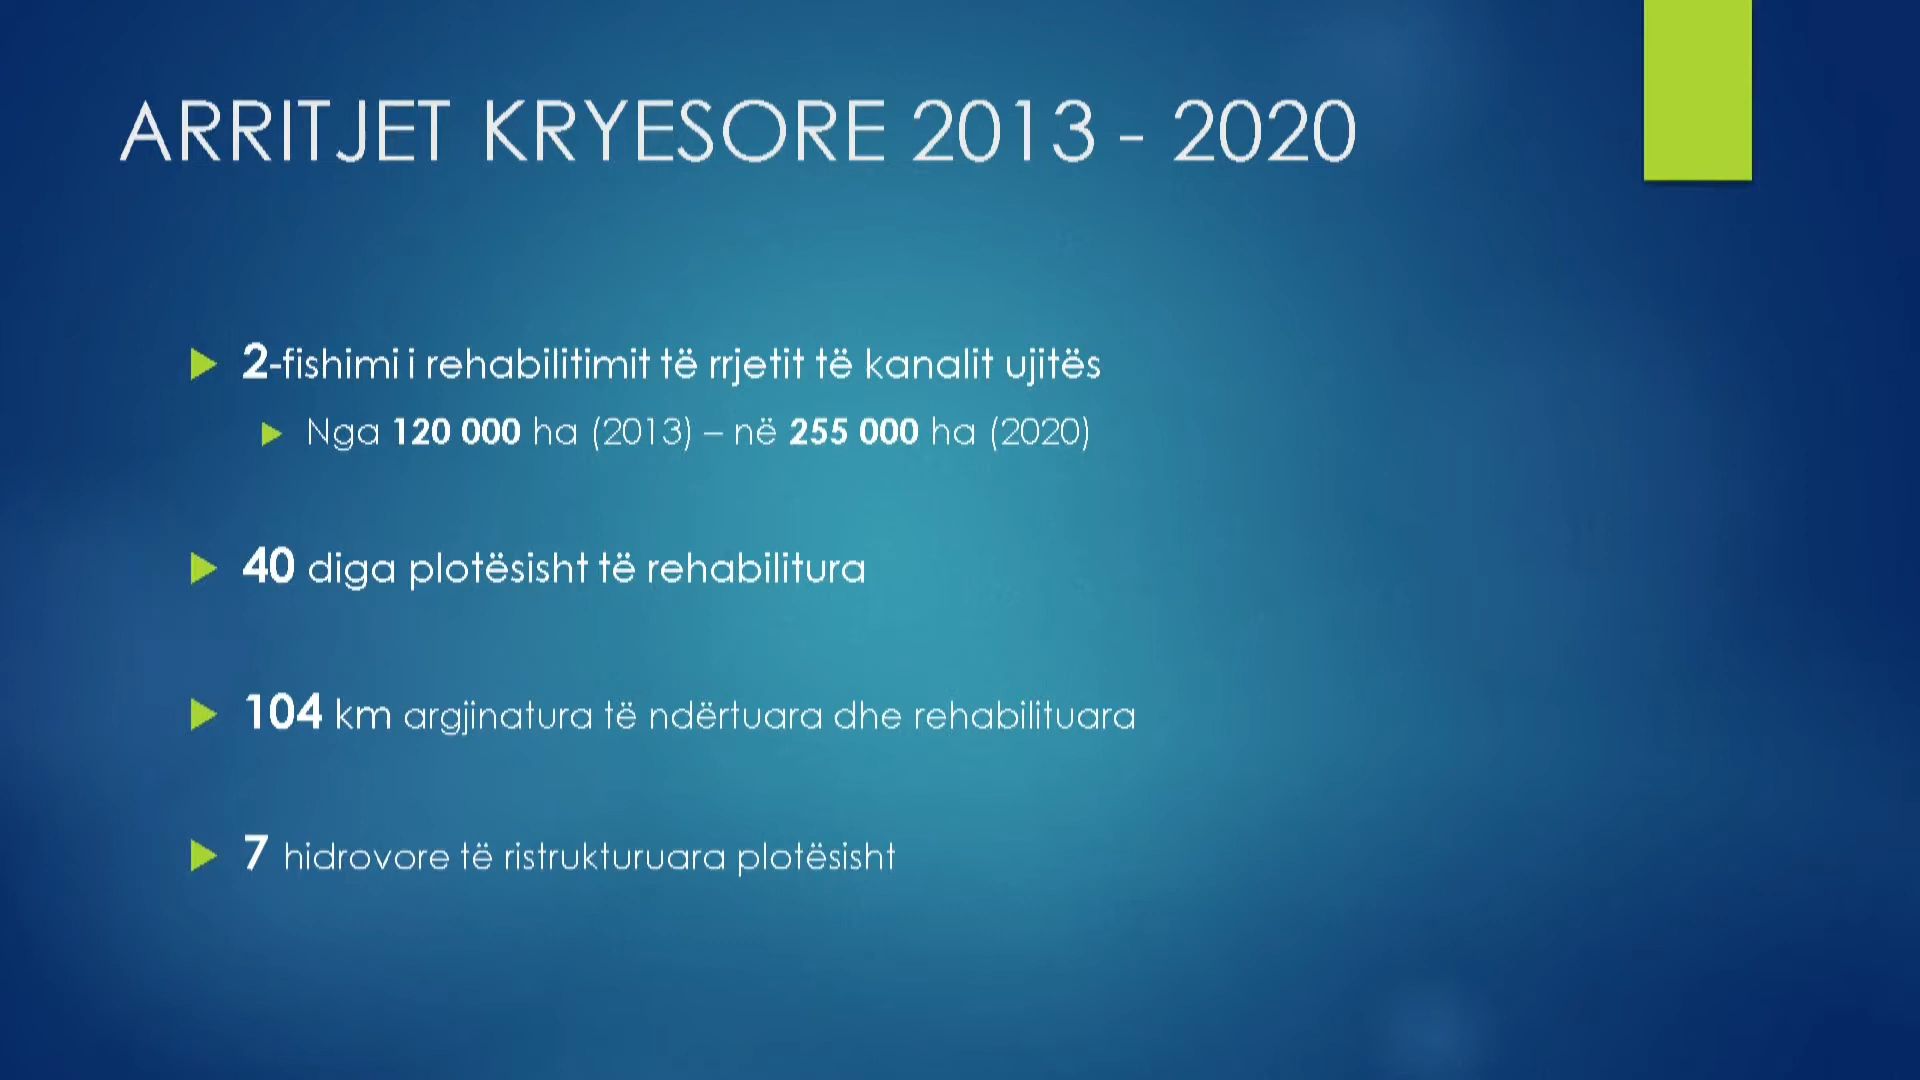 ARRITJET KRYESORE 2013 - 2020
2-fishimi i rehabilitimit të rrjetit të kanalit ujitës
Nga 120 000 ha (2013) – në 255 000 ha (2020)
40 diga plotësisht të rehabilitura
104 km argjinatura të ndërtuara dhe rehabilituara
7 hidrovore të ristrukturuara plotësisht